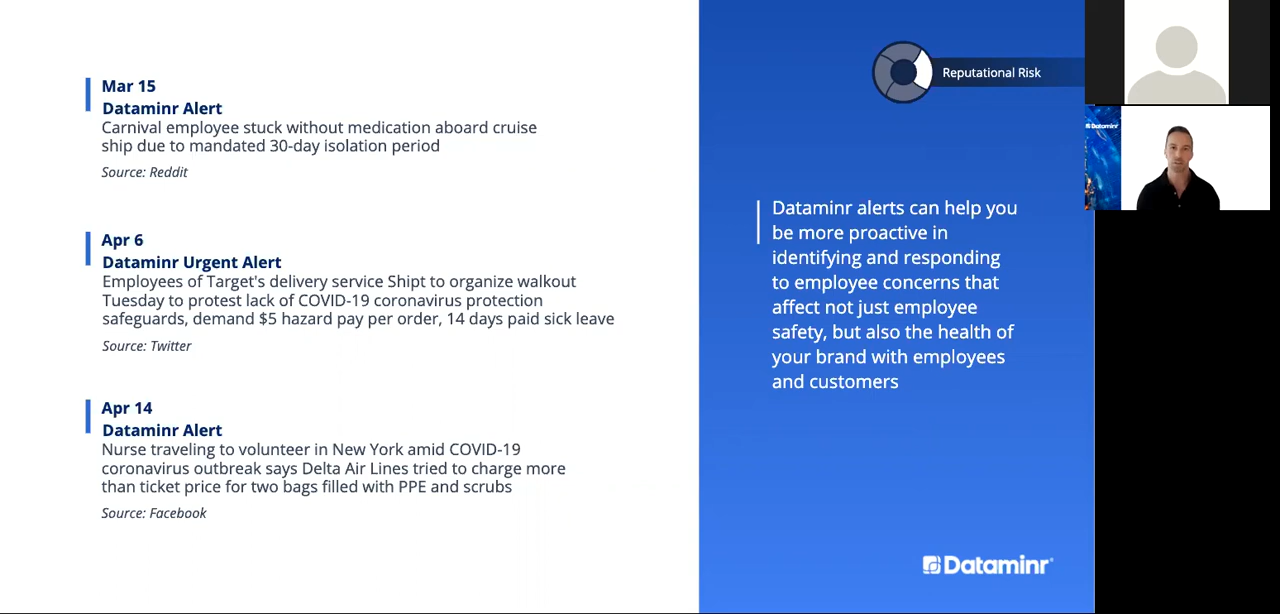 Mar 15
Dataminr Alert
Carnival employee stuck without medication aboard cruise
ship due to mandated 30-day isolation period
Source: Reddit
Apr 6
Dataminr Urgent Alert
Employees of Target's delivery service Shipt to organize walkout
Tuesday to protest lack of COVID-19 coronavirus protection
safeguards, demand $5 hazard pay per order, 14 days paid sick leave
Source: Twitter
Apr 14
Dataminr Alert
Nurse traveling to volunteer in New York amid COVID-19
coronavirus outbreak says Delta Air Lines tried to charge more
than ticket price for two bags filled with PPE and scrubs
Source: Facebook
Reputational Risk
Dataminr alerts can help you
be more proactive in
identifying and responding
to employee concerns that
affect not just employee
safety, but also the health of
your brand with employees
and customers
Dataminr
Dataminr